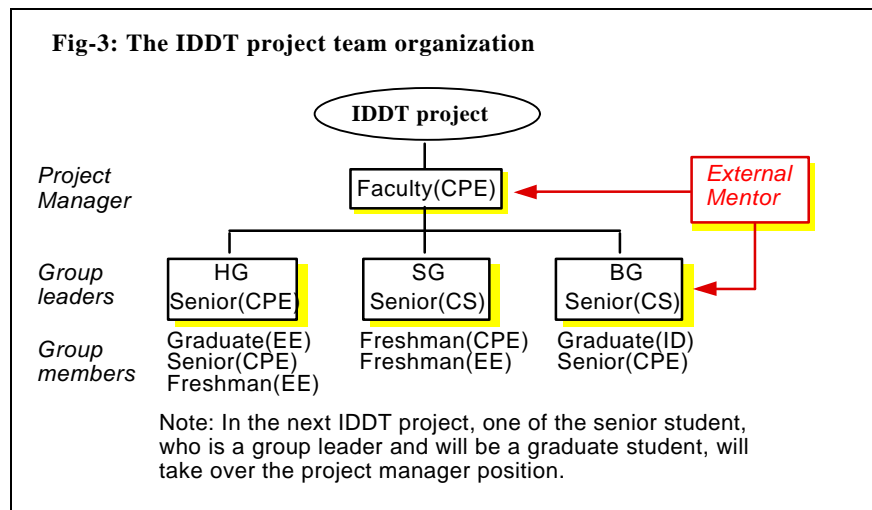 Fig-3: The IDDT project team organization
IDDT project
Project
Manager
Faculty(CPE)
External
Mentor
Group
leaders
HG
Senior(CPE)
SG
Senior(CS)
BG
Senior(CS)
Group
members
Graduate(EE)
Senior(CPE)
Freshman(EE)
Freshman(CPE)
Freshman(EE)
Graduate(ID)
Senior(CPE)
Note: In the next IDDT project, one of the senior student,
who is a group leader and will be a graduate student, will
take over the project manager position.